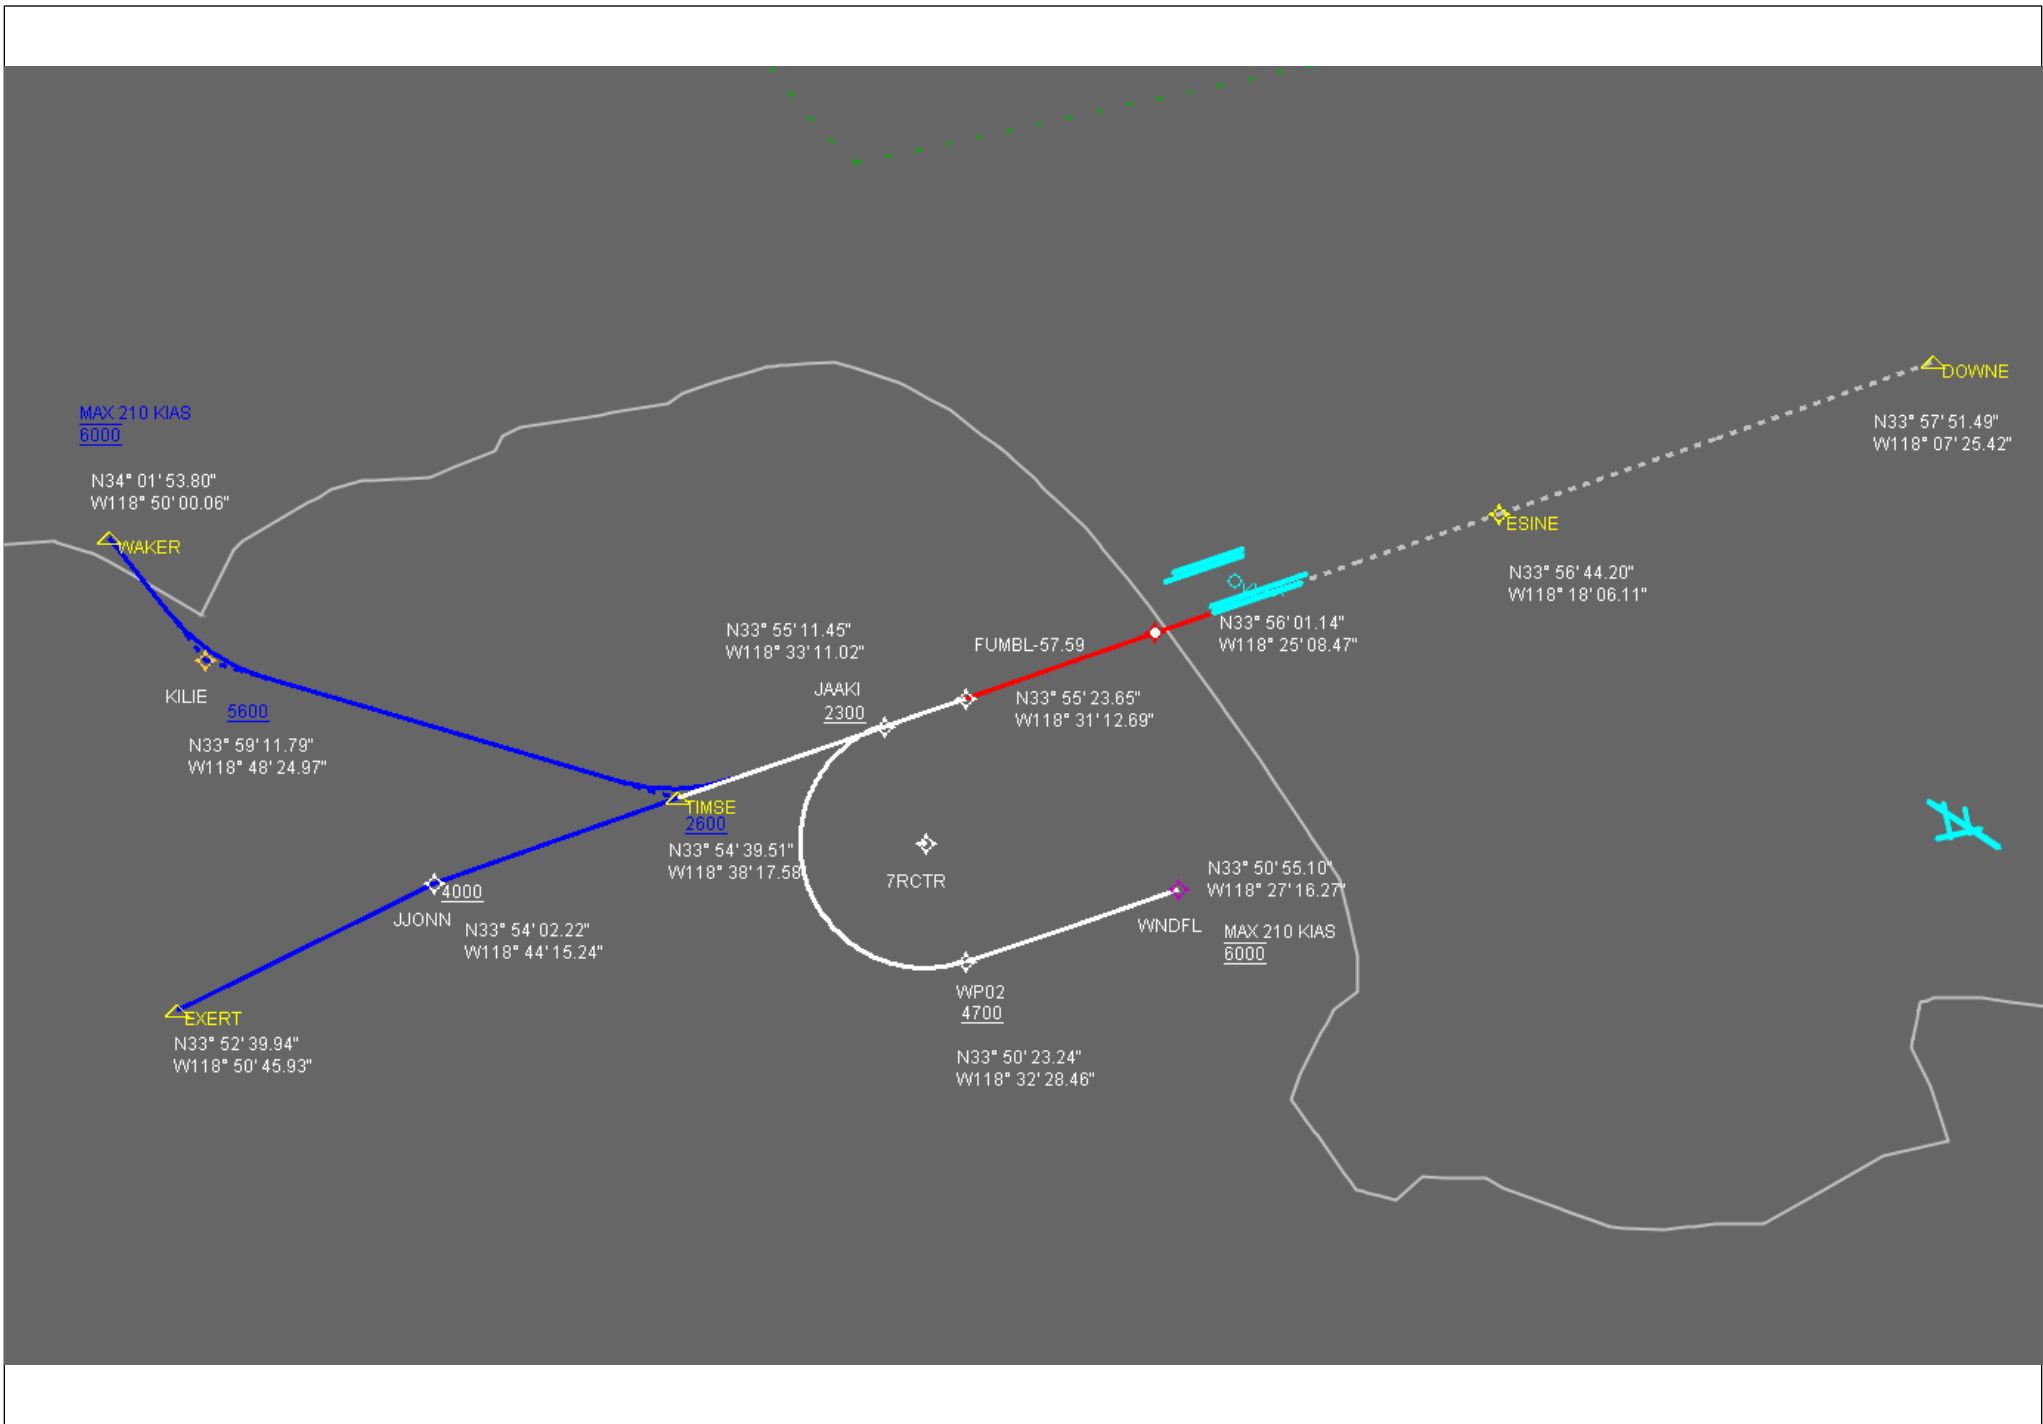 DOWNE
N33° 57' 51.49"
W118° 07' 25.42"
MAX 210 KIAS
6000
N34° 01' 53.80"
W118° 50' 00.06"
WAKER
ESINE
N33° 56' 44.20"
W118° 18' 06.11"
N33° 56' 01.14"
W118° 25' 08.47"
N33° 55' 11.45"
W118° 33' 11.02"
FUMBL-57.59
JAAKI
2300
N33° 55' 23.65"
W118° 31' 12.69"
KILIE
5600
N33° 59' 11.79"
W118° 48' 24.97"
TIMSE
2600
N33° 54' 39.51"
W118° 38' 17.58
7RCTR
N33° 50' 55.10"
W118° 27' 16.27"
WNDFL
MAX 210 KIAS
6000
4000
JJONN
N33° 54' 02.22"
W118° 44' 15.24"
WP02
4700
EXERT
N33° 52' 39.94"
W118° 50' 45.93"
N33° 50' 23.24"
W118° 32' 28.46"